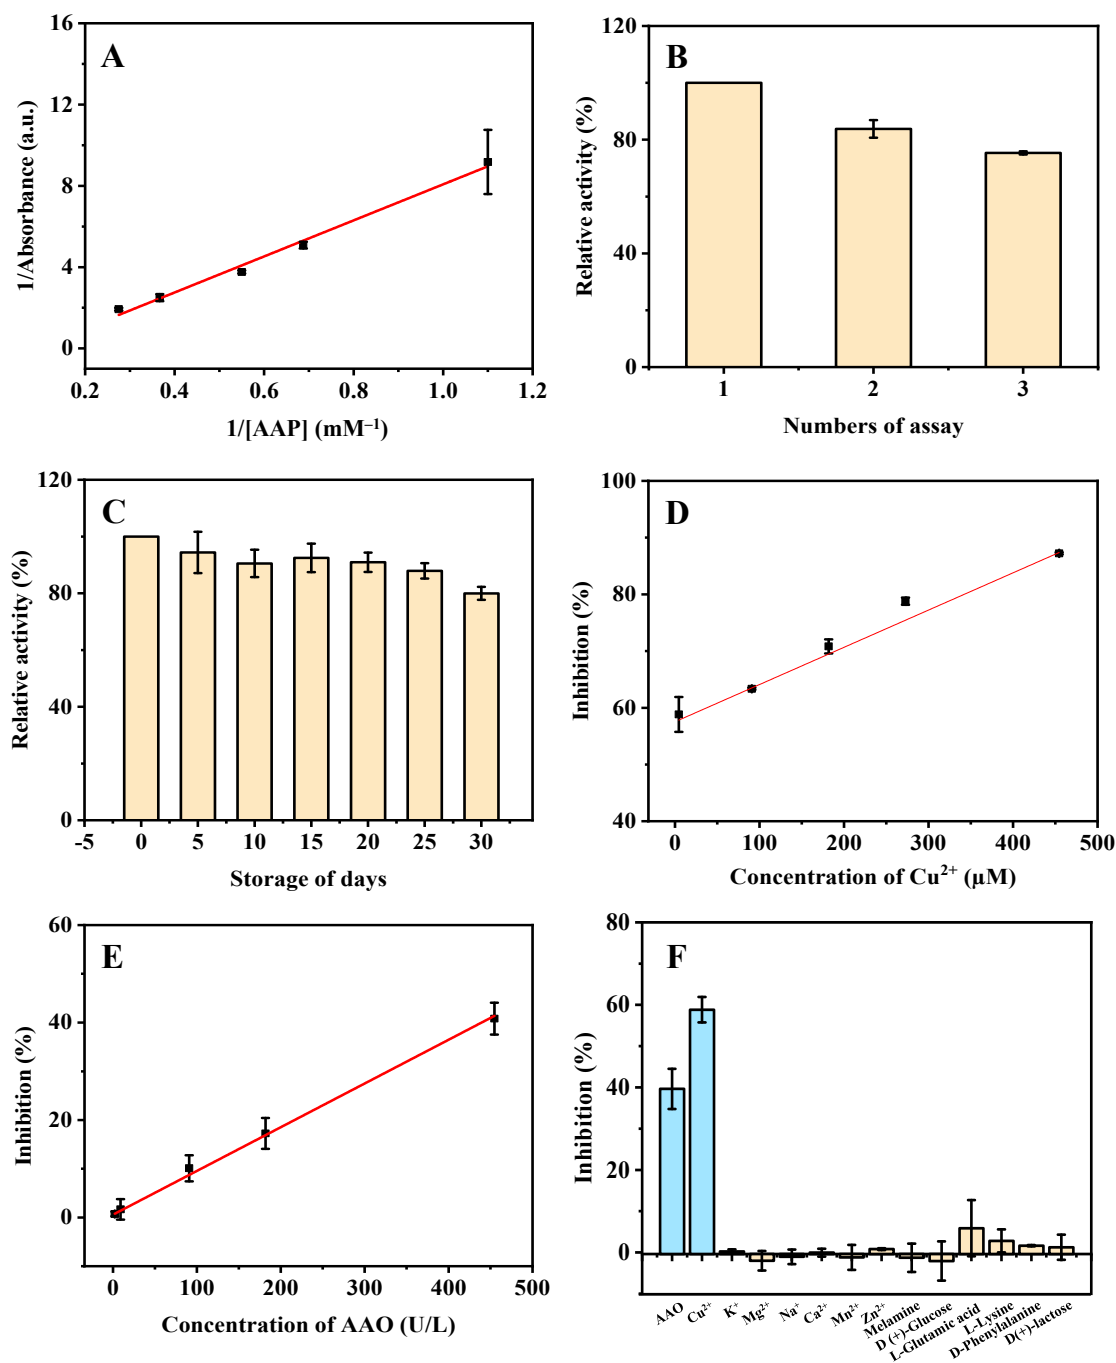 A
1/Absorbance (a.u.)
16
12
8
4
0
0.2 0.4 0.6 0.8 1.0 1.2
1/[AAP] (mM⁻¹)
B
Relative activity (%)
120
80
40
0
1 2 3
Numbers of assay
C
Relative activity (%)
120
80
40
0
-5 0 5 10 15 20 25 30
Storage of days
D
Inhibition (%)
100
80
60
40
0 100 200 300 400 500
Concentration of Cu²⁺ (μM)
E
Inhibition (%)
60
40
20
0
0 100 200 300 400 500
Concentration of AAO (U/L)
F
Inhibition (%)
80
60
40
20
0
AAO
Cu²⁺
K⁺
Mg²⁺
Na⁺
Ca²⁺
Mn²⁺
Zn²⁺
Melamine
D (+)-Glucose
L-Glutamic acid
L-Lysine
D-Phenylalanine
D(+)-lactose